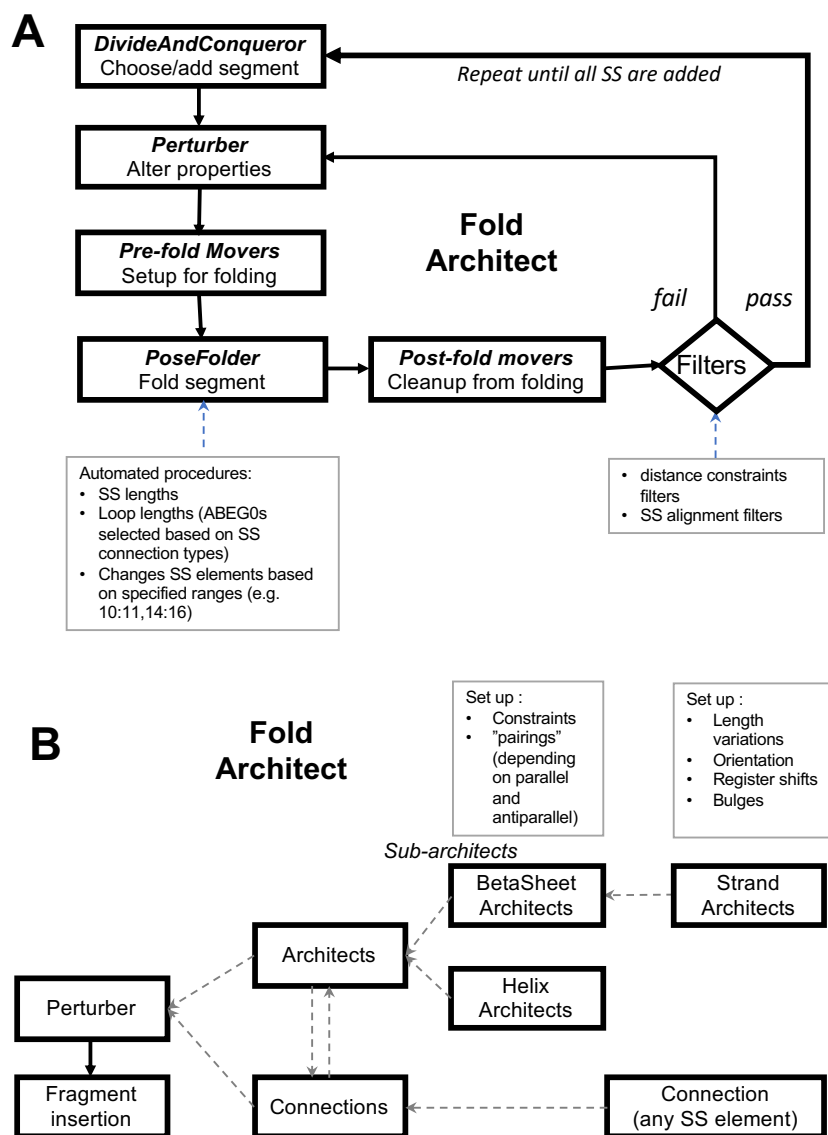 A
DivideAndConqueror
Choose/add segment
Repeat until all SS are added
Perturber
Alter properties
Fold
Architect
Pre-fold Movers
Setup for folding
fail
pass
PoseFolder
Fold segment
Post-fold movers
Cleanup from folding
Filters
Automated procedures:
• SS lengths
• Loop lengths (ABEG0s
selected based on SS
connection types)
• Changes SS elements based
on specified ranges (e.g.
10:11,14:16)
• distance constraints
filters
• SS alignment filters
B
Fold
Architect
Set up :
• Constraints
• ”pairings”
(depending
on parallel
and
antiparallel)
Set up :
• Length
variations
• Orientation
• Register shifts
• Bulges
Sub-architects
BetaSheet
Architects
Strand
Architects
Architects
Helix
Architects
Perturber
Fragment
insertion
Connections
Connection
(any SS element)